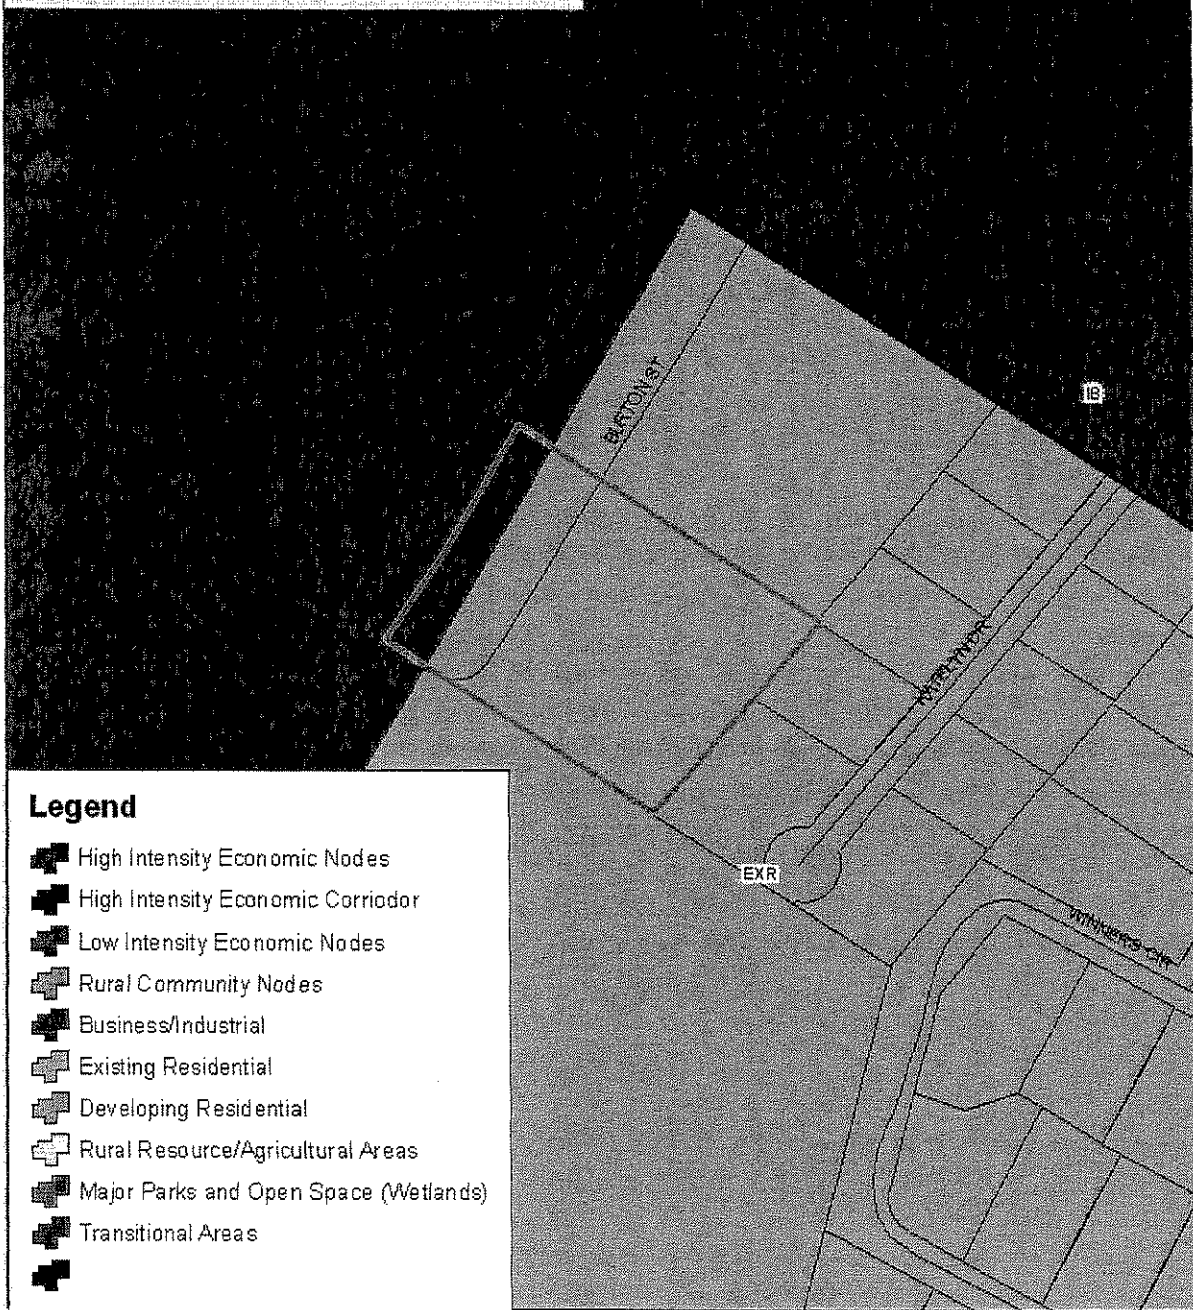 BURTON ST
IB
EXR
WINNERS CIR
Legend
High Intensity Economic Nodes
High Intensity Economic Corriodor
Low Intensity Economic Nodes
Rural Community Nodes
Business/Industrial
Existing Residential
Developing Residential
Rural Resource/Agricultural Areas
Major Parks and Open Space (Wetlands)
Transitional Areas